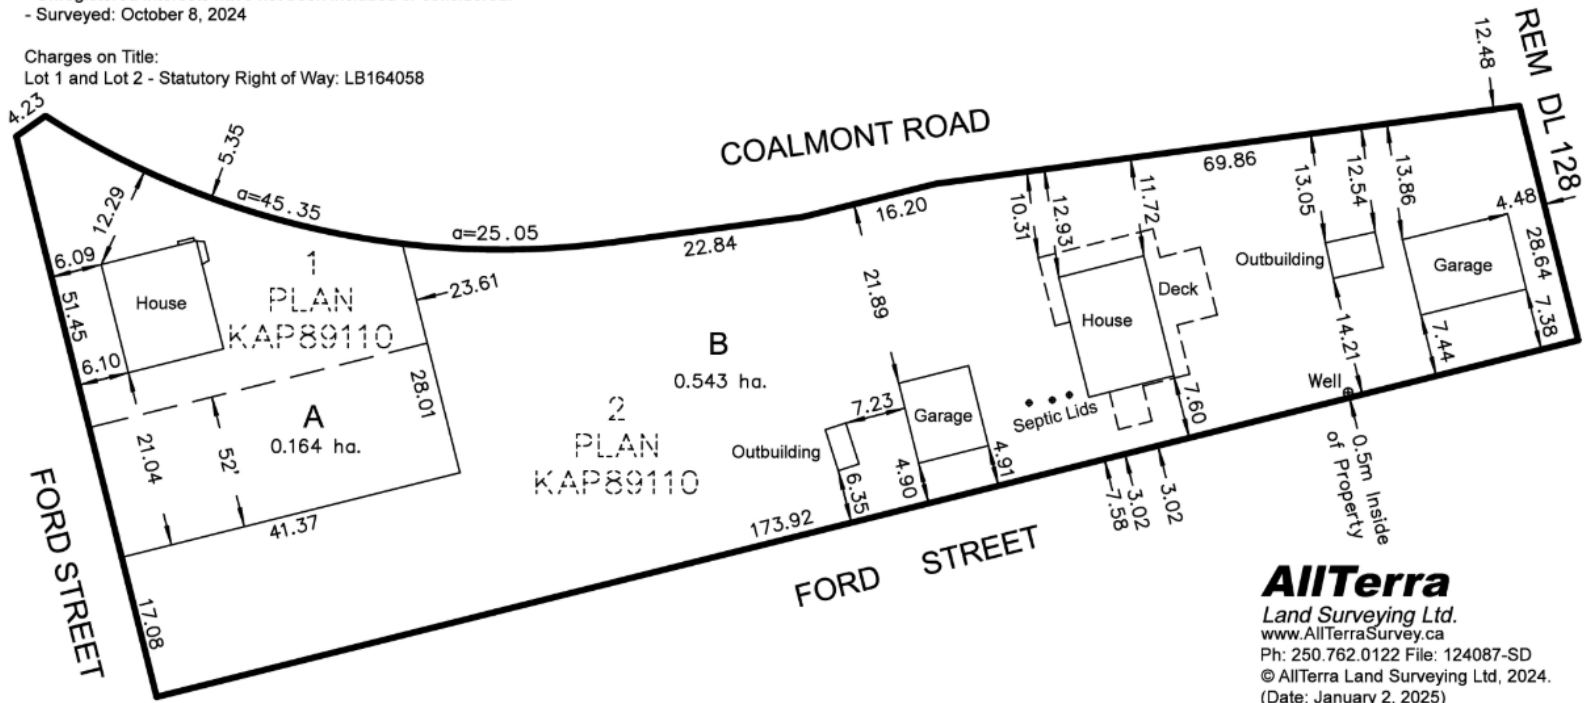 - Surveyed: October 8, 2024
Charges on Title:
Lot 1 and Lot 2 - Statutory Right of Way: LB164058
4.23
5.35
12.29
a=45.35
a=25.05
COALMONT ROAD
12.48
REM DL 128
22.84
16.20
69.86
10.31
12.93
11.72
13.05
12.54
13.86
4.48
28.64
6.09
House
1
PLAN
KAP89110
23.61
51.45
6.10
21.89
House
Deck
Outbuilding
Garage
7.38
7.44
14.21
Well
B
0.543 ha.
28.01
A
0.164 ha.
21.04
52'
2
PLAN
KAP89110
7.23
Outbuilding
Garage
Septic Lids
7.60
6.35
4.90
4.91
41.37
173.92
7.58
3.02
3.02
0.5m Inside
of Property
FORD STREET
17.08
FORD STREET
AllTerra
Land Surveying Ltd.
www.AllTerraSurvey.ca
Ph: 250.762.0122 File: 124087-SD
© AllTerra Land Surveying Ltd, 2024.
(Date: January 2, 2025)